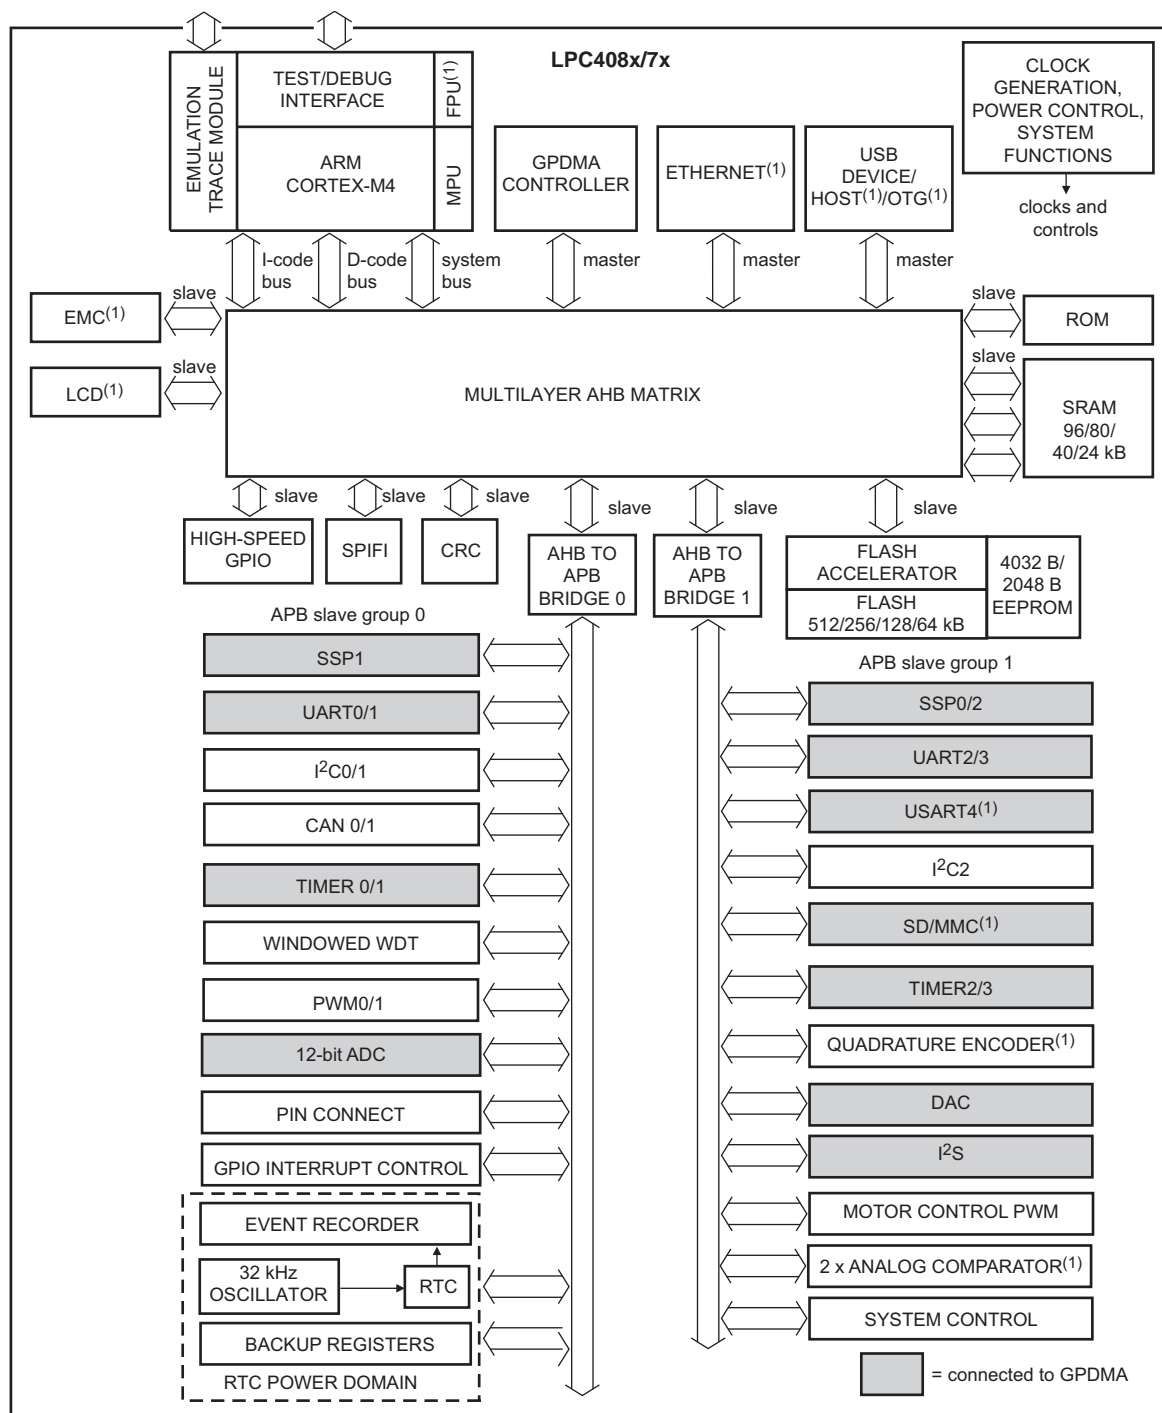 LPC408x/7x
EMULATION
TRACE MODULE
TEST/DEBUG
INTERFACE
FPU(1)
ARM
CORTEX-M4
MPU
GPDMA
CONTROLLER
ETHERNET(1)
USB
DEVICE/
HOST(1)/OTG(1)
CLOCK
GENERATION,
POWER CONTROL,
SYSTEM
FUNCTIONS
clocks and
controls
I-code
bus
D-code
bus
system
bus
master
master
master
slave
EMC(1)
slave
LCD(1)
MULTILAYER AHB MATRIX
slave
ROM
slave
SRAM
96/80/
40/24 kB
slave
slave
slave
slave
slave
slave
HIGH-SPEED
GPIO
SPIFI
CRC
AHB TO
APB
BRIDGE 0
AHB TO
APB
BRIDGE 1
FLASH
ACCELERATOR
FLASH
512/256/128/64 kB
4032 B/
2048 B
EEPROM
APB slave group 0
SSP1
UART0/1
I2C0/1
CAN 0/1
TIMER 0/1
WINDOWED WDT
PWM0/1
12-bit ADC
PIN CONNECT
GPIO INTERRUPT CONTROL
EVENT RECORDER
32 kHz
OSCILLATOR
RTC
BACKUP REGISTERS
RTC POWER DOMAIN
APB slave group 1
SSP0/2
UART2/3
USART4(1)
I2C2
SD/MMC(1)
TIMER2/3
QUADRATURE ENCODER(1)
DAC
I2S
MOTOR CONTROL PWM
2 x ANALOG COMPARATOR(1)
SYSTEM CONTROL
= connected to GPDMA